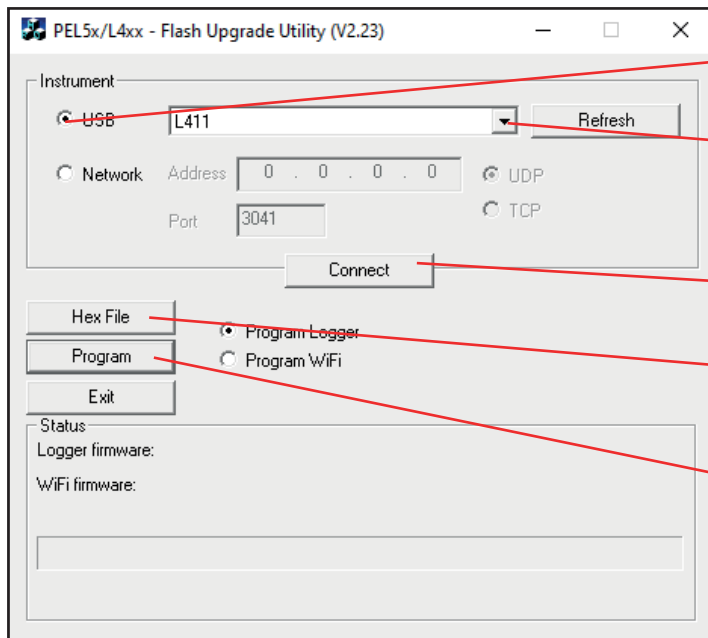 PEL5x/L4xx - Flash Upgrade Utility (V2.23)
Instrument
USB L411 Refresh
Network Address 0 . 0 . 0 . 0 UDP
Port 3041 TCP
Connect
Hex File
Program Logger
Program Program WiFi
Exit
Status
Logger firmware:
WiFi firmware: